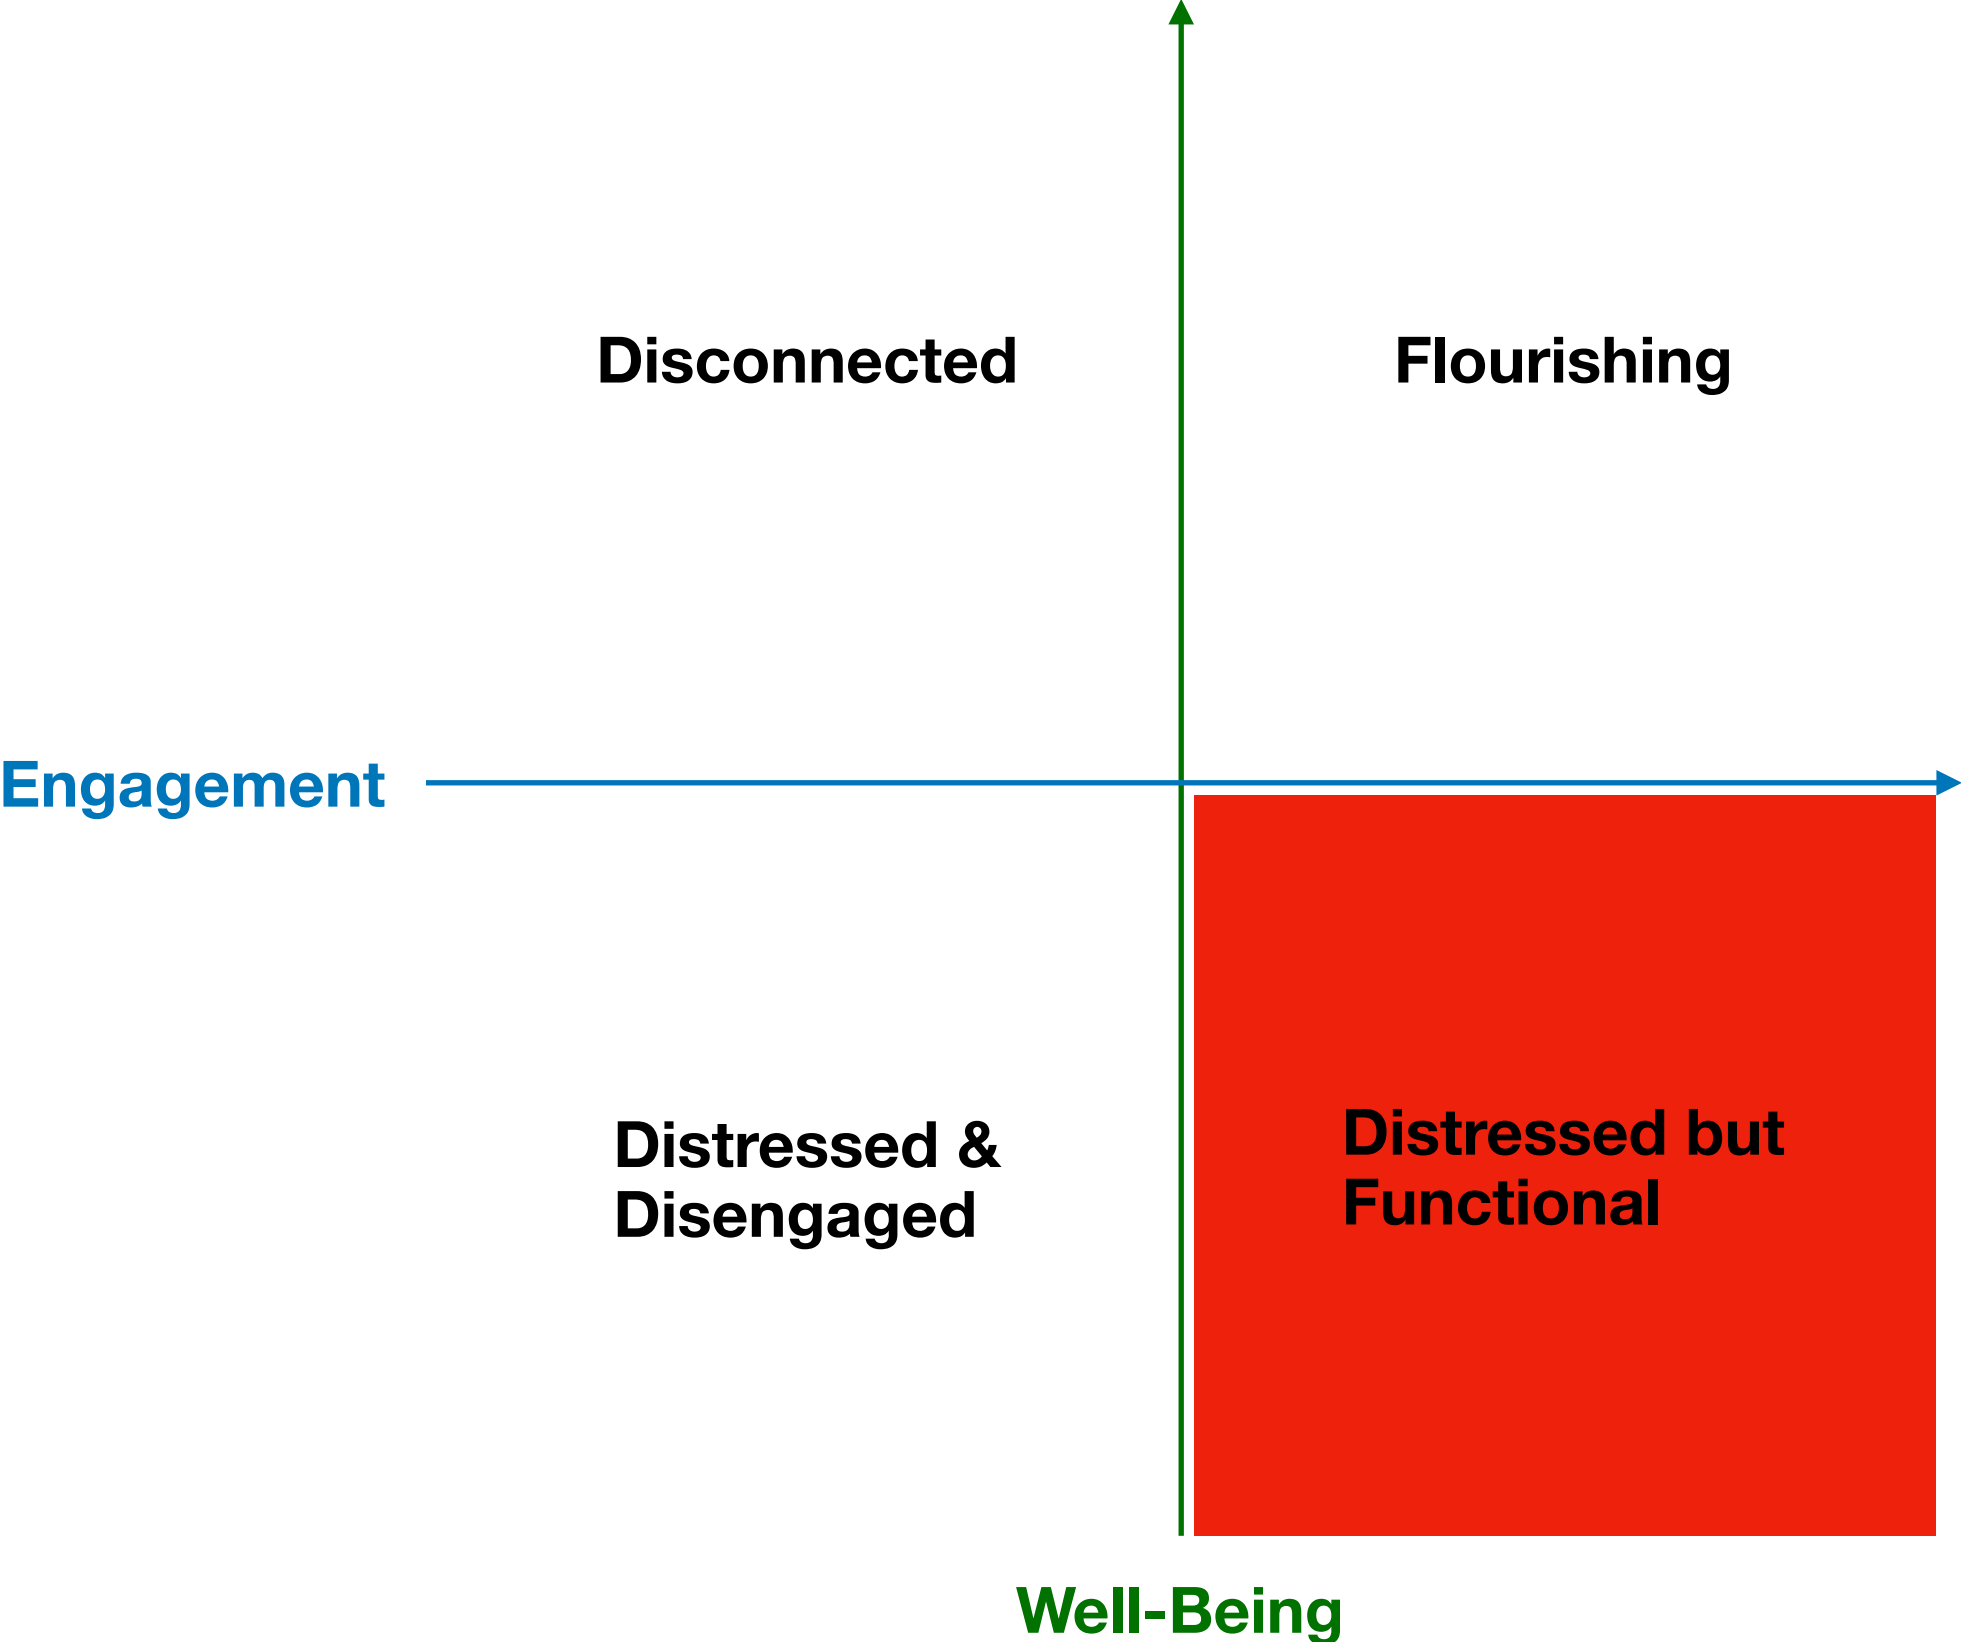 Disconnected
Flourishing
Engagement
Distressed &
Disengaged
Distressed but
Functional
Well-Being